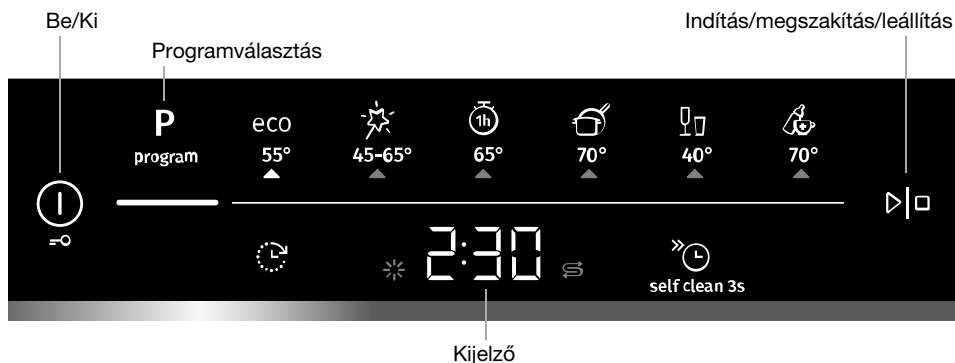 Be/Ki
Indítás/megszakítás/leállítás
Programválasztás
P
program
eco
55°
45-65°
1h
65°
70°
40°
70°
2:30
self clean 3s
Kijelző